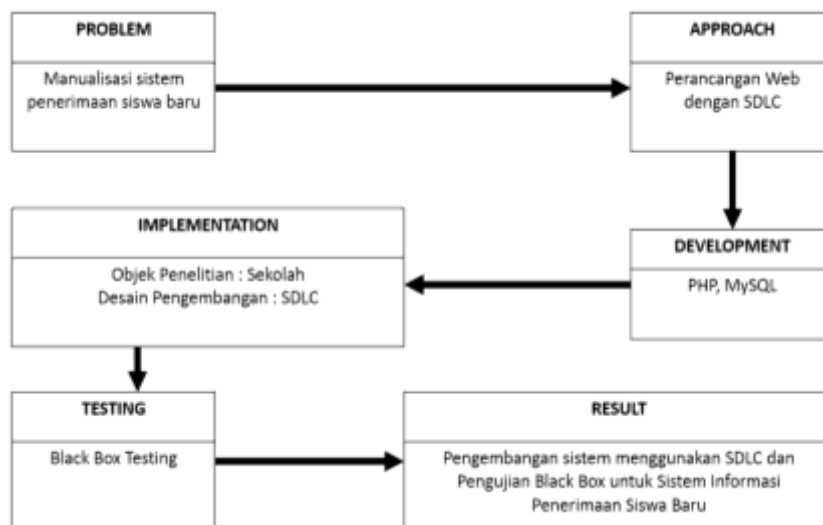 PROBLEM
Manualisasi sistem
penerimaan siswa baru
APPROACH
Perancangan Web
dengan SDLC
DEVELOPMENT
PHP, MySQL
IMPLEMENTATION
Objek Penelitian : Sekolah
Desain Pengembangan : SDLC
TESTING
Black Box Testing
RESULT
Pengembangan sistem menggunakan SDLC dan
Pengujian Black Box untuk Sistem Informasi
Penerimaan Siswa Baru